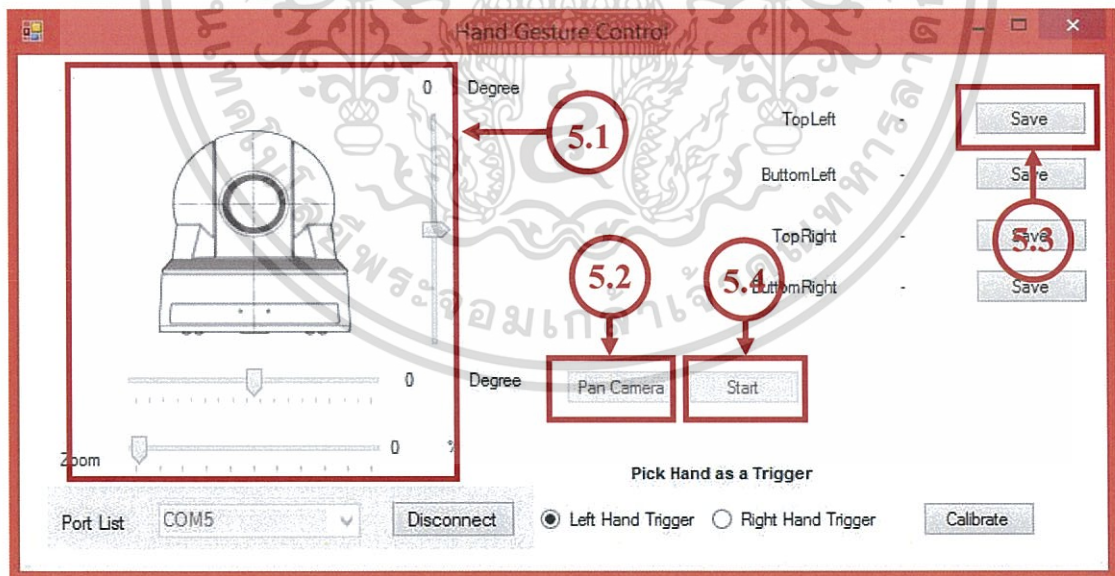 Hand Gesture Control
0 Degree
5.1
TopLeft - Save
ButtomLeft - Save
TopRight - Save
5.3
5.2
5.4
ButtomRight - Save
0 Degree
Pan Camera
Start
Zoom 0 %
Pick Hand as a Trigger
Port List COM5 Disconnect
Left Hand Trigger Right Hand Trigger
Calibrate